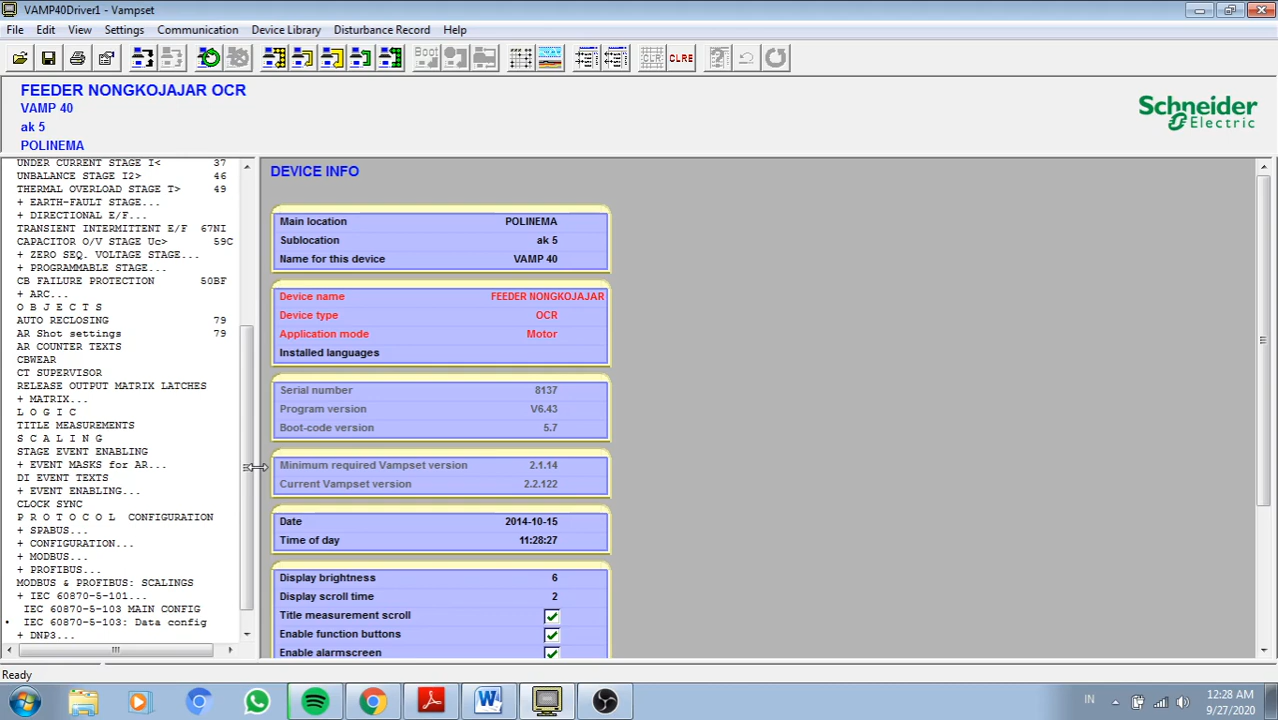 VAMP40Driver1 - Vampset
File Edit View Settings Communication Device Library Disturbance Record Help
Boot
CLR
CLRE
FEEDER NONGKOJAJAR OCR
VAMP 40
ak 5
POLINEMA
Schneider
Electric
UNDER CURRENT STAGE I< 37
UNBALANCE STAGE I2> 46
THERMAL OVERLOAD STAGE T> 49
+ EARTH-FAULT STAGE...
+ DIRECTIONAL E/F...
TRANSIENT INTERMITTENT E/F 67NI
CAPACITOR O/V STAGE Uc> 59C
+ ZERO SEQ. VOLTAGE STAGE...
+ PROGRAMMABLE STAGE...
CB FAILURE PROTECTION 50BF
+ ARC...
O B J E C T S
AUTO RECLOSING 79
AR Shot settings 79
AR COUNTER TEXTS
CBWEAR
CT SUPERVISOR
RELEASE OUTPUT MATRIX LATCHES
+ MATRIX...
L O G I C
TITLE MEASUREMENTS
S C A L I N G
STAGE EVENT ENABLING
+ EVENT MASKS for AR...
DI EVENT TEXTS
+ EVENT ENABLING...
CLOCK SYNC
P R O T O C O L CONFIGURATION
+ SPABUS...
+ CONFIGURATION...
+ MODBUS...
+ PROFIBUS...
MODBUS & PROFIBUS: SCALINGS
+ IEC 60870-5-101...
IEC 60870-5-103 MAIN CONFIG
• IEC 60870-5-103: Data config
+ DNP3...
DEVICE INFO
Main location POLINEMA
Sublocation ak 5
Name for this device VAMP 40
Device name FEEDER NONGKOJAJAR
Device type OCR
Application mode Motor
Installed languages
Serial number 8137
Program version V6.43
Boot-code version 5.7
Minimum required Vampset version 2.1.14
Current Vampset version 2.2.122
Date 2014-10-15
Time of day 11:28:27
Display brightness 6
Display scroll time 2
Title measurement scroll
Enable function buttons
Enable alarmscreen
Ready
IN
12:28 AM
9/27/2020